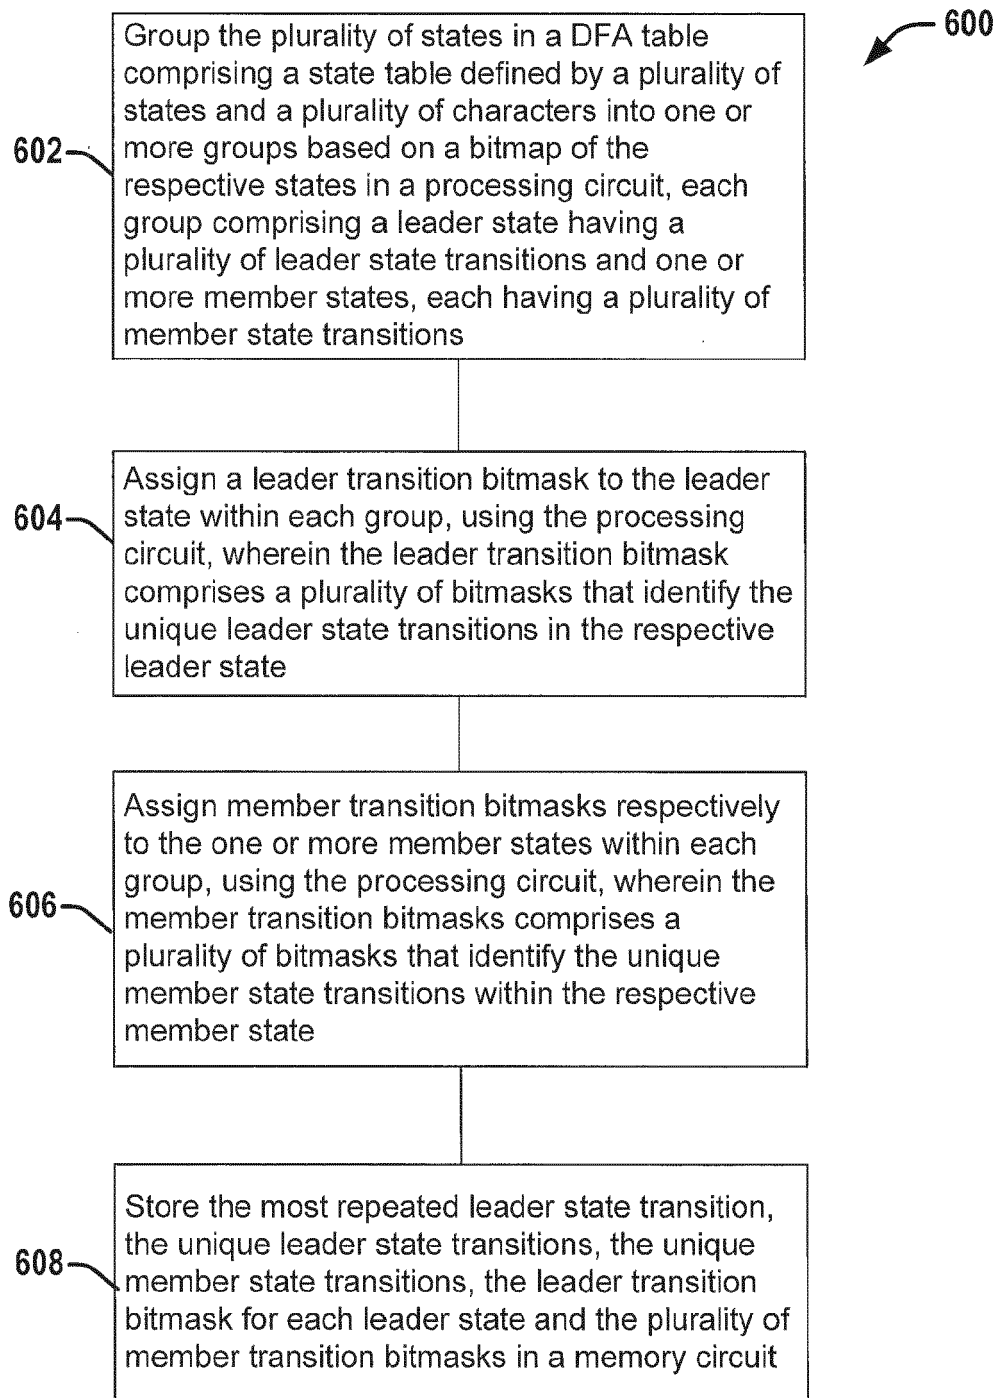 600
Group the plurality of states in a DFA table
comprising a state table defined by a plurality of
states and a plurality of characters into one or
602
more groups based on a bitmap of the
respective states in a processing circuit, each
group comprising a leader state having a
plurality of leader state transitions and one or
more member states, each having a plurality of
member state transitions
Assign a leader transition bitmask to the leader
604
state within each group, using the processing
circuit, wherein the leader transition bitmask
comprises a plurality of bitmasks that identify the
unique leader state transitions in the respective
leader state
Assign member transition bitmasks respectively
to the one or more member states within each
group, using the processing circuit, wherein the
606
member transition bitmasks comprises a
plurality of bitmasks that identify the unique
member state transitions within the respective
member state
Store the most repeated leader state transition,
the unique leader state transitions, the unique
608
member state transitions, the leader transition
bitmask for each leader state and the plurality of
member transition bitmasks in a memory circuit